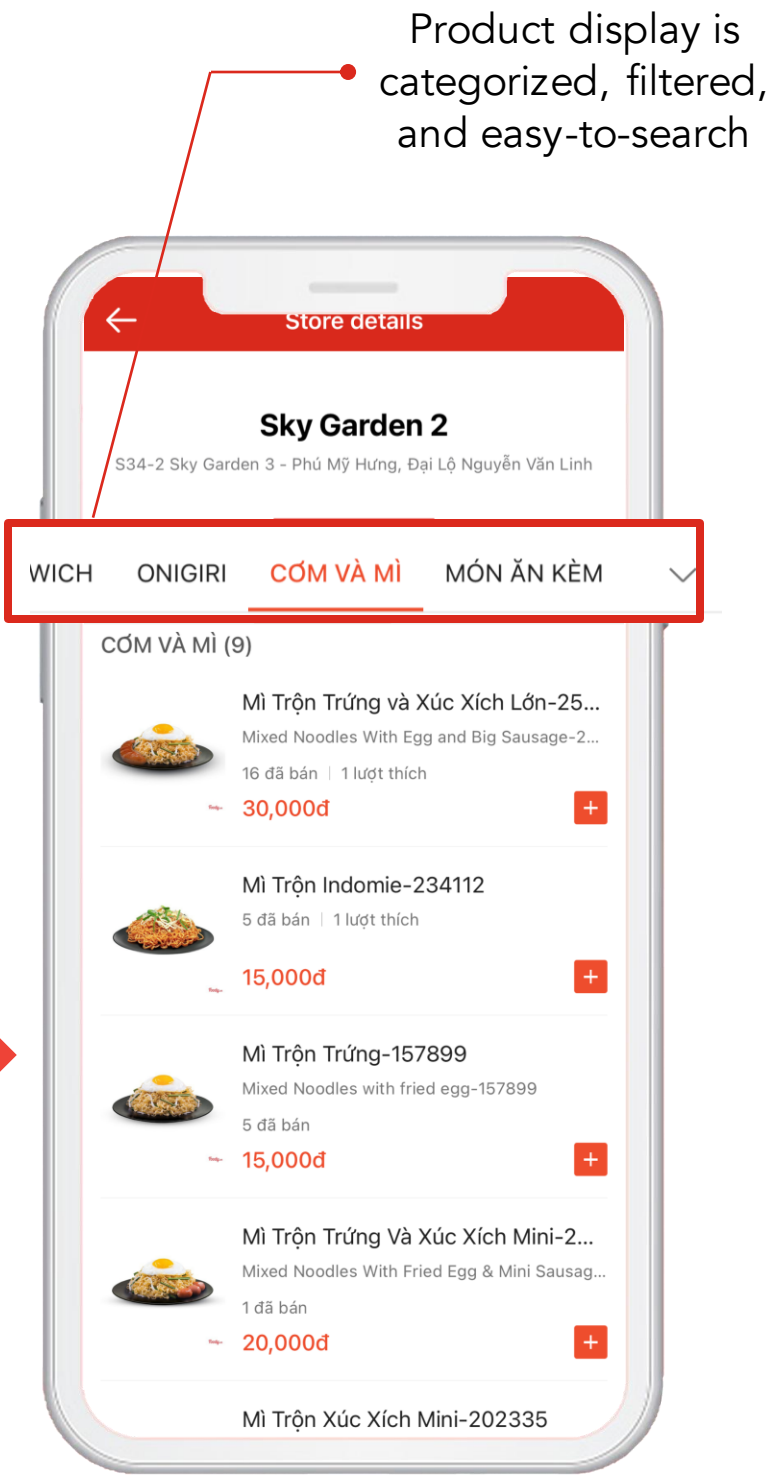 Product display is
categorized, filtered,
and easy-to-search
Store details
Sky Garden 2
S34-2 Sky Garden 3 - Phú Mỹ Hưng, Đại Lộ Nguyễn Văn Linh
WICH ONIGIRI CƠM VÀ MÌ MÓN ĂN KÈM
CƠM VÀ MÌ (9)
Mì Trộn Trứng và Xúc Xích Lớn-25...
Mixed Noodles With Egg and Big Sausage-2...
16 đã bán | 1 lượt thích
30,000đ
Mì Trộn Indomie-234112
5 đã bán | 1 lượt thích
15,000đ
Mì Trộn Trứng-157899
Mixed Noodles with fried egg-157899
5 đã bán
15,000đ
Mì Trộn Trứng Và Xúc Xích Mini-2...
Mixed Noodles With Fried Egg & Mini Sausag...
1 đã bán
20,000đ
Mì Trộn Xúc Xích Mini-202335